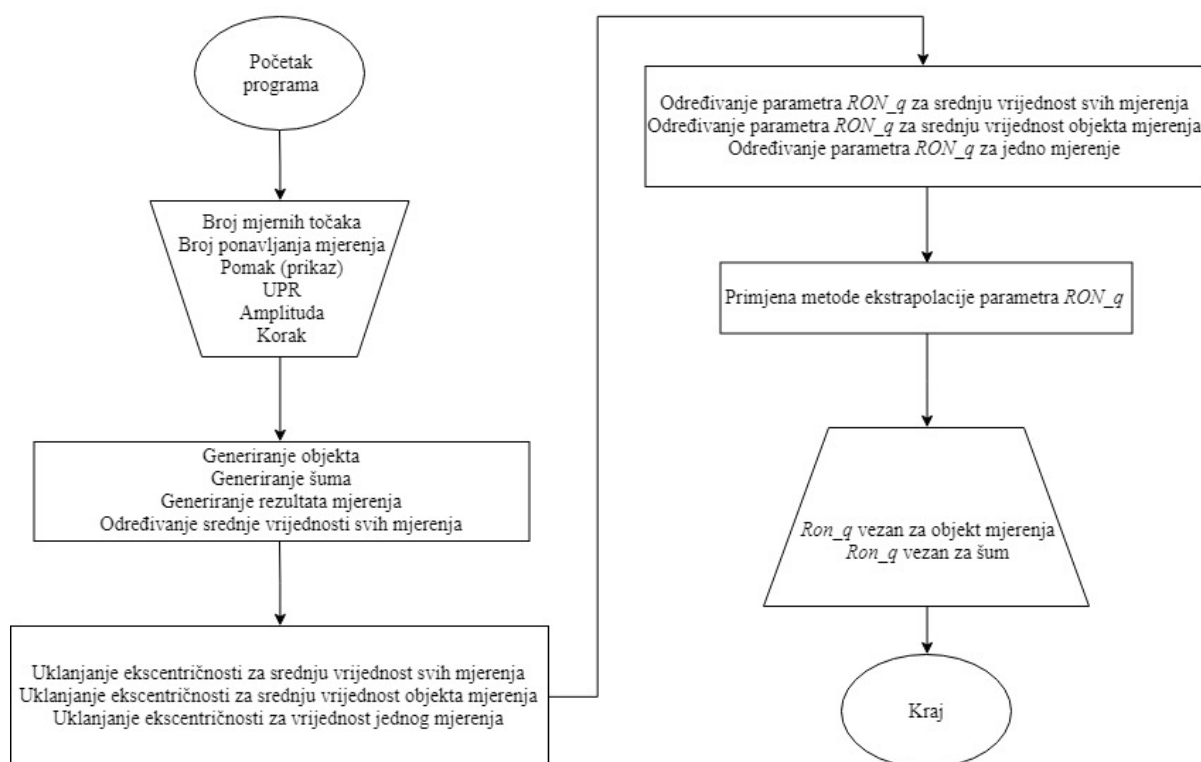 Početak
programa
Broj mjernih točaka
Broj ponavljanja mjerenja
Pomak (prikaz)
UPR
Amplituda
Korak
Generiranje objekta
Generiranje šuma
Generiranje rezultata mjerenja
Određivanje srednje vrijednosti svih mjerenja
Uklanjanje ekscentričnosti za srednju vrijednost svih mjerenja
Uklanjanje ekscentričnosti za srednju vrijednost objekta mjerenja
Uklanjanje ekscentričnosti za vrijednost jednog mjerenja
Određivanje parametra RON_q za srednju vrijednost svih mjerenja
Određivanje parametra RON_q za srednju vrijednost objekta mjerenja
Određivanje parametra RON_q za jedno mjerenje
Primjena metode ekstrapolacije parametra RON_q
Ron_q vezan za objekt mjerenja
Ron_q vezan za šum
Kraj